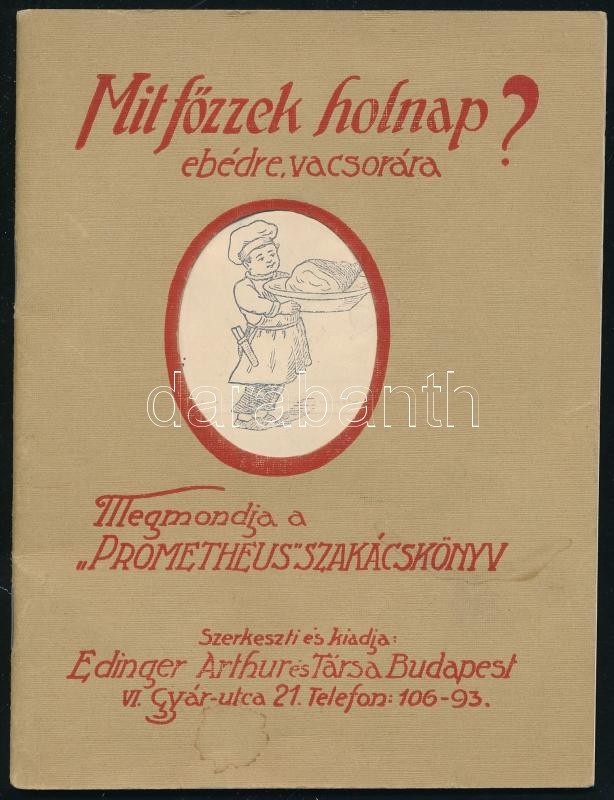 Mit főzzek holnap?
ebédre, vacsorára
darabanth
Megmondja a
„PROMETHEUS" SZAKÁCSKÖNYV
Szerkeszti és kiadja:
Edinger Arthur és Társa Budapest
VI. Gyár-utca 21. Telefon: 106-93.